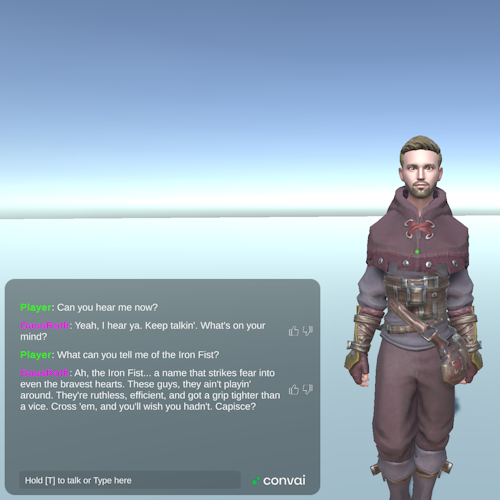 Player: Can you hear me now?
: Yeah, I hear ya. Keep talkin'. What's on your
mind?
Player: What can you tell me of the Iron Fist?
: Ah, the Iron Fist... a name that strikes fear into
even the bravest hearts. These guys, they ain't playin'
around. They're ruthless, efficient, and got a grip tighter than
a vice. Cross 'em, and you'll wish you hadn't. Capisce?
Hold [T] to talk or Type here
convai